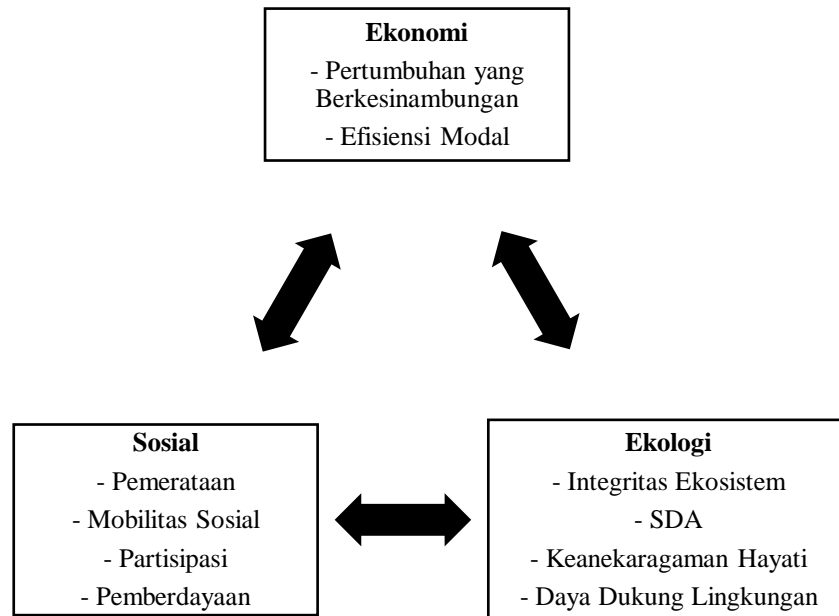 Ekonomi
- Pertumbuhan yang
Berkesinambungan
- Efisiensi Modal
Sosial
- Pemerataan
- Mobilitas Sosial
- Partisipasi
- Pemberdayaan
Ekologi
- Integritas Ekosistem
- SDA
- Keanekaragaman Hayati
- Daya Dukung Lingkungan